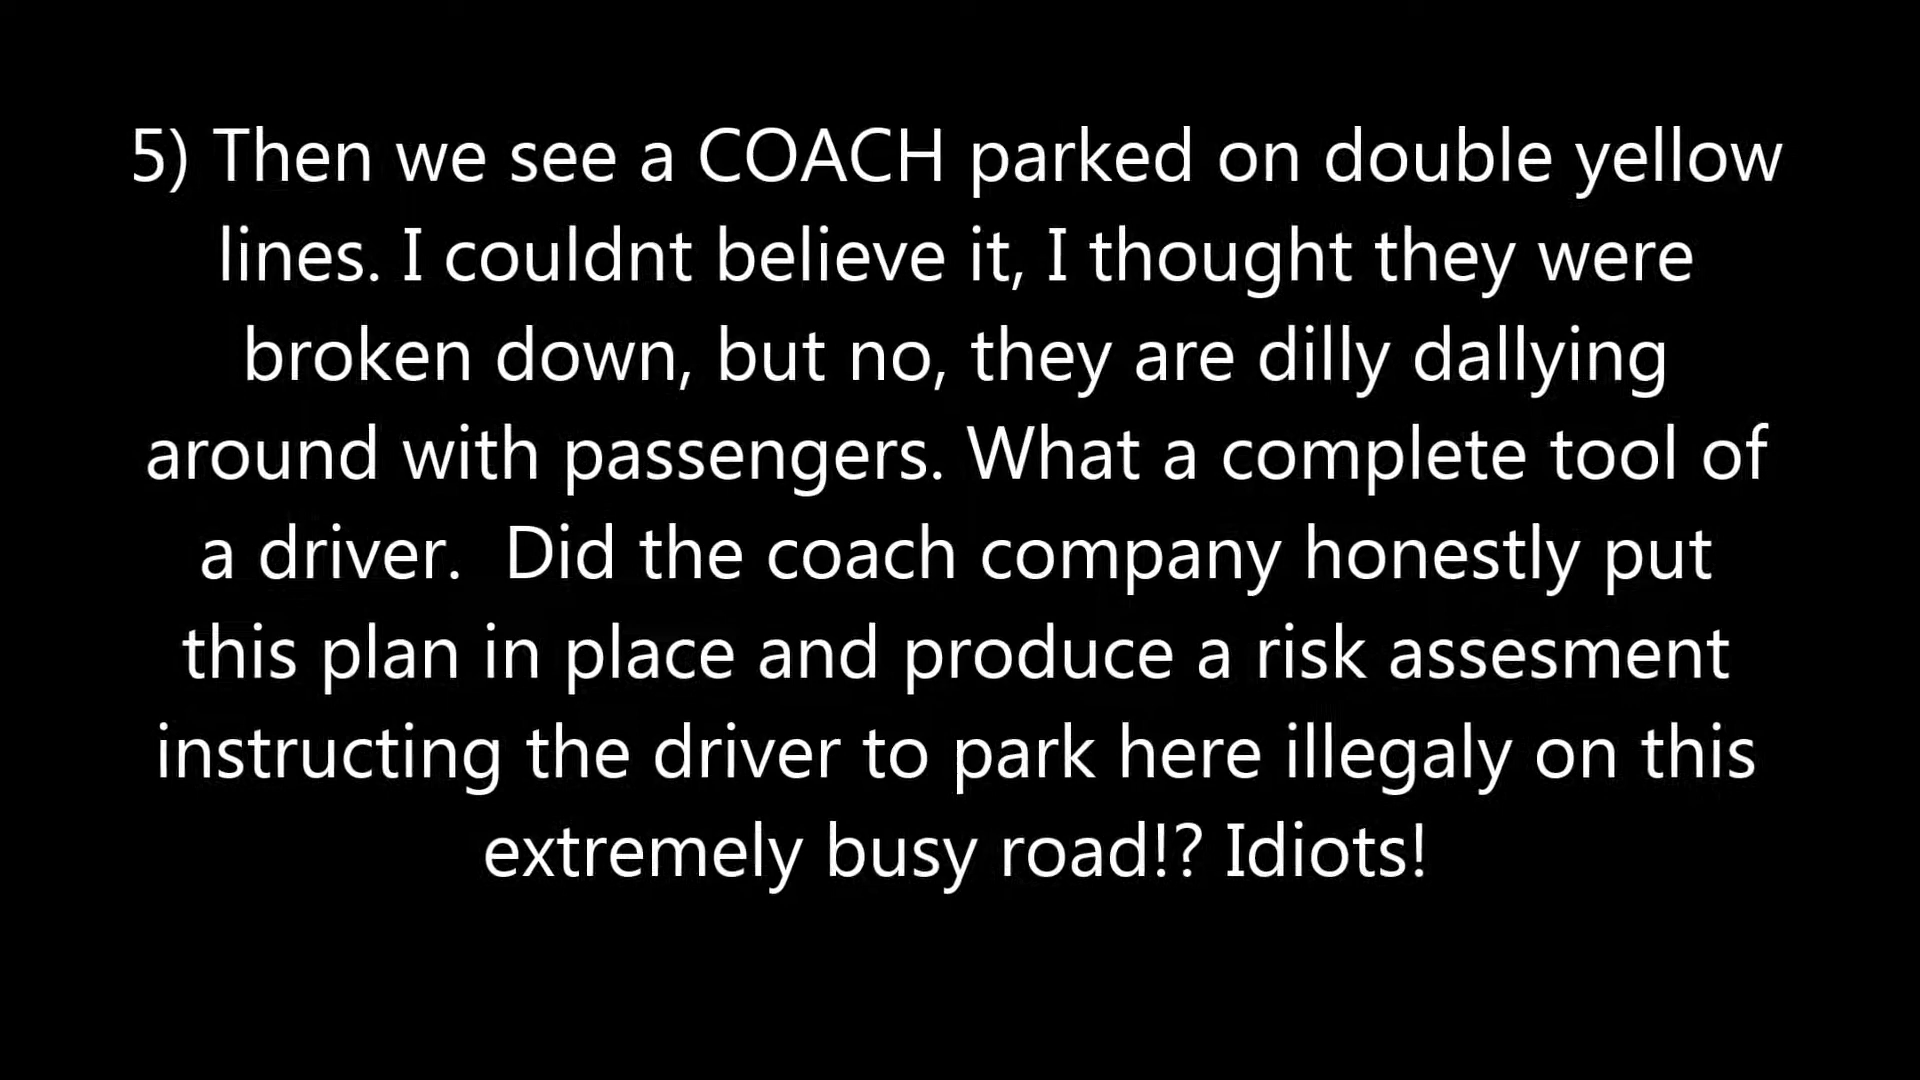 5) Then we see a COACH parked on double yellow
lines. I couldnt believe it, I thought they were
broken down, but no, they are dilly dallying
around with passengers. What a complete tool of
a driver.  Did the coach company honestly put
this plan in place and produce a risk assesment
instructing the driver to park here illegaly on this
extremely busy road!? Idiots!